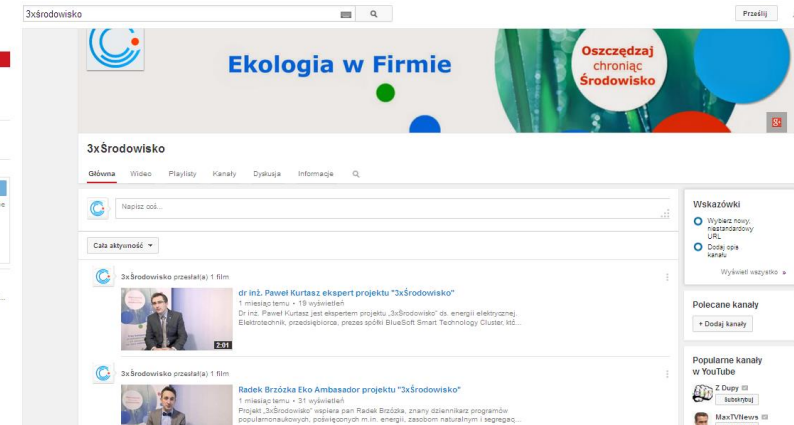 3xśrodowisko
Prześlij
Ekologia w Firmie
Oszczędzaj
chroniąc
Środowisko
3xŚrodowisko
Główna Wideo Playlisty Kanały Dyskusja Informacje
Napisz coś...
Cała aktywność
3xŚrodowisko przesłał(a) 1 film
dr inż. Paweł Kurtasz ekspert projektu "3xŚrodowisko"
1 miesiąc temu • 19 wyświetleń
Dr inż. Paweł Kurtasz jest ekspertem projektu „3xŚrodowisko" ds. energii elektrycznej.
Elektrotechnik, przedsiębiorca, prezes spółki BlueSoft Smart Technology Cluster, któ...
2:01
3xŚrodowisko przesłał(a) 1 film
Radek Brzózka Eko Ambasador projektu "3xŚrodowisko"
1 miesiąc temu • 31 wyświetleń
Projekt „3xŚrodowisko" wspiera pan Radek Brzózka, znany dziennikarz programów
popularnonaukowych, poświęconych m.in. energii, zasobom naturalnym i segregac...
Wskazówki
Wybierz nowy,
niestandardowy
URL
Dodaj opis
kanału
Wyświetl wszystko »
Polecane kanały
+ Dodaj kanały
Popularne kanały
w YouTube
Z Dupy
Subskrybuj
MaxTVNews